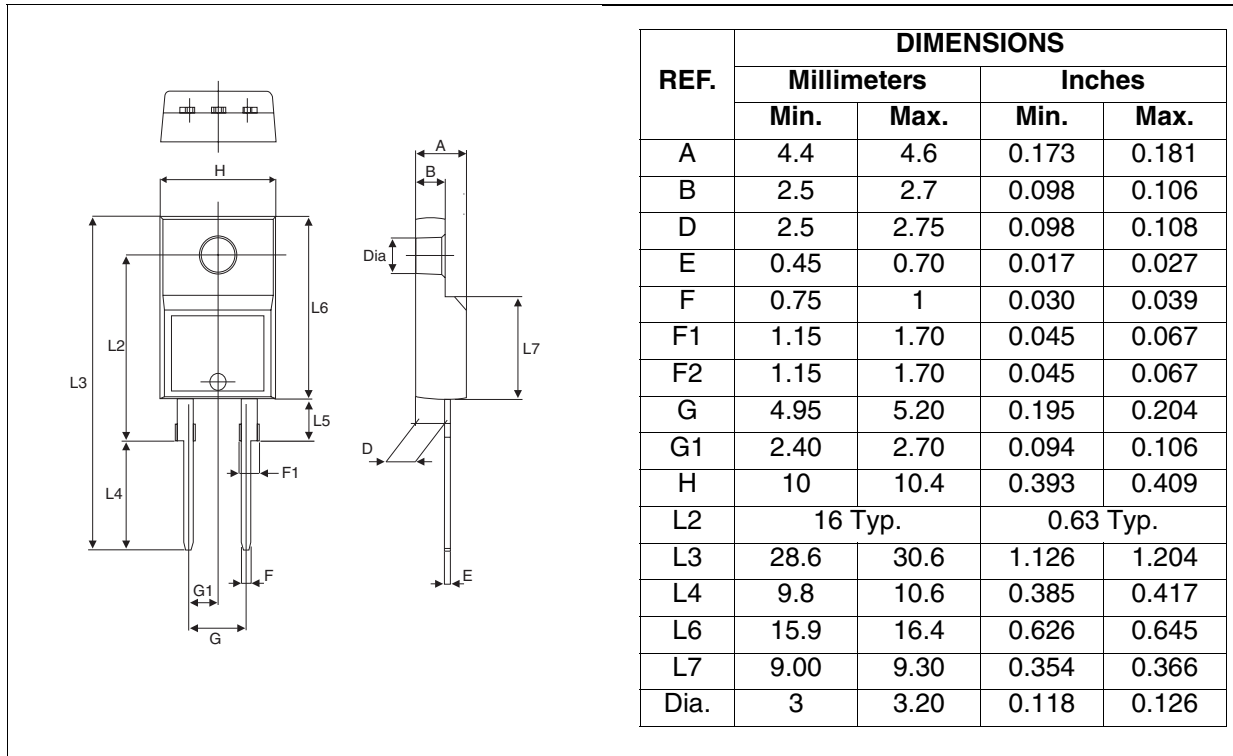 A
B
H
Dia
L6
L2
L7
L3
L5
D
F1
L4
F
E
G1
G
REF. DIMENSIONS
Millimeters Inches
Min. Max. Min. Max.
A 4.4 4.6 0.173 0.181
B 2.5 2.7 0.098 0.106
D 2.5 2.75 0.098 0.108
E 0.45 0.70 0.017 0.027
F 0.75 1 0.030 0.039
F1 1.15 1.70 0.045 0.067
F2 1.15 1.70 0.045 0.067
G 4.95 5.20 0.195 0.204
G1 2.40 2.70 0.094 0.106
H 10 10.4 0.393 0.409
L2 16 Typ. 0.63 Typ.
L3 28.6 30.6 1.126 1.204
L4 9.8 10.6 0.385 0.417
L6 15.9 16.4 0.626 0.645
L7 9.00 9.30 0.354 0.366
Dia. 3 3.20 0.118 0.126